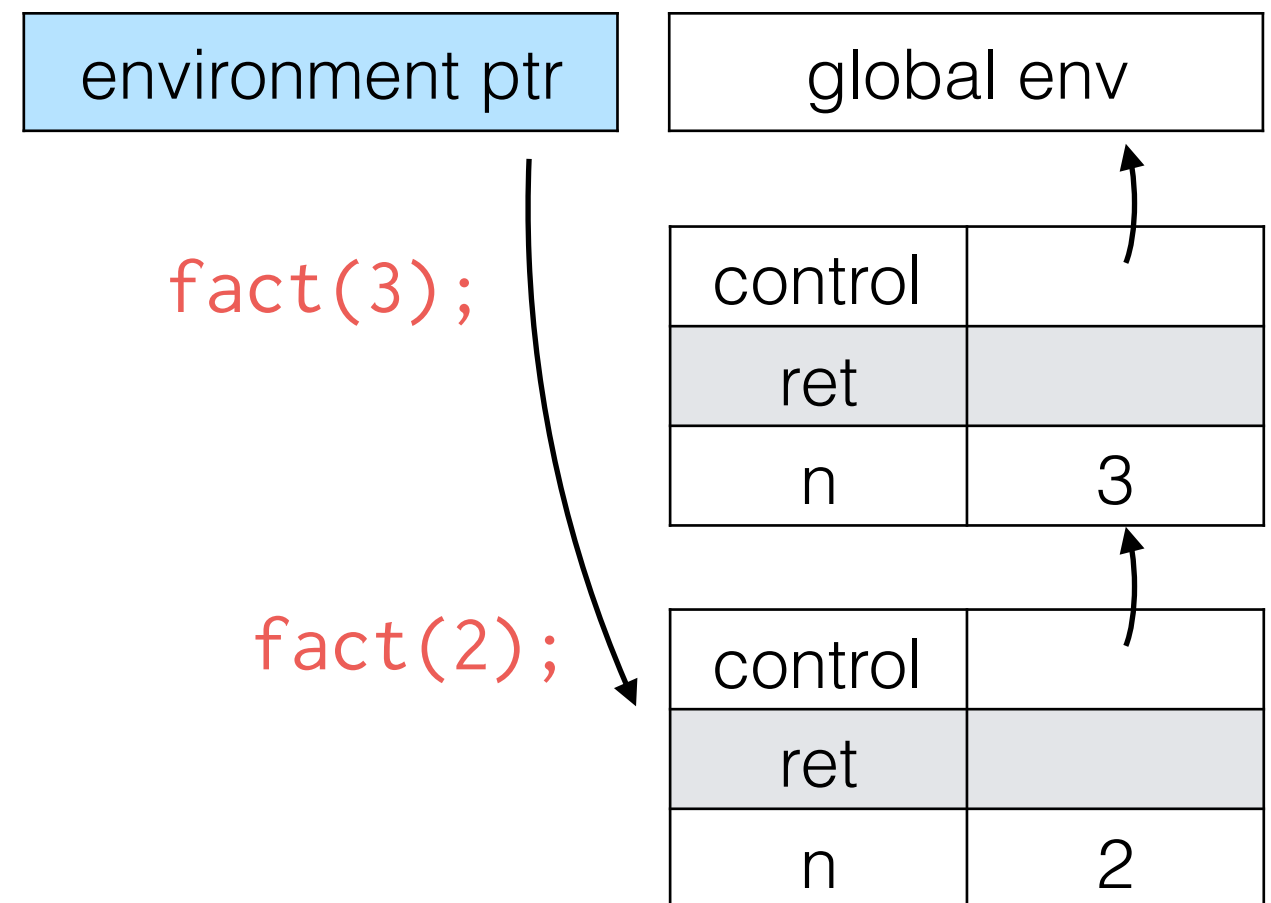 environment ptr
global env
fact(3);
control
ret
n 3
fact(2);
control
ret
n 2